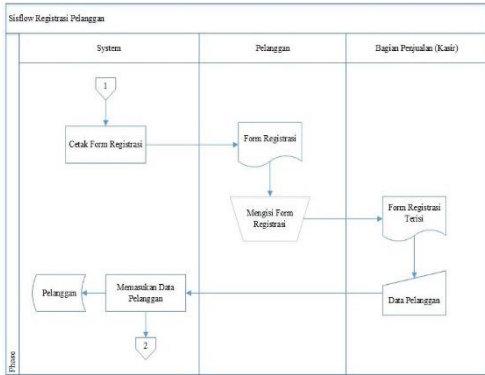 Sisflow Registrasi Pelanggan
System
Pelanggan
Bagian Penjualan (Kasir)
1
Cetak Form Registrasi
Form Registrasi
Mengisi Form
Registrasi
Form Registrasi
Terisi
Data Pelanggan
Memasukan Data
Pelanggan
Pelanggan
2
Phase